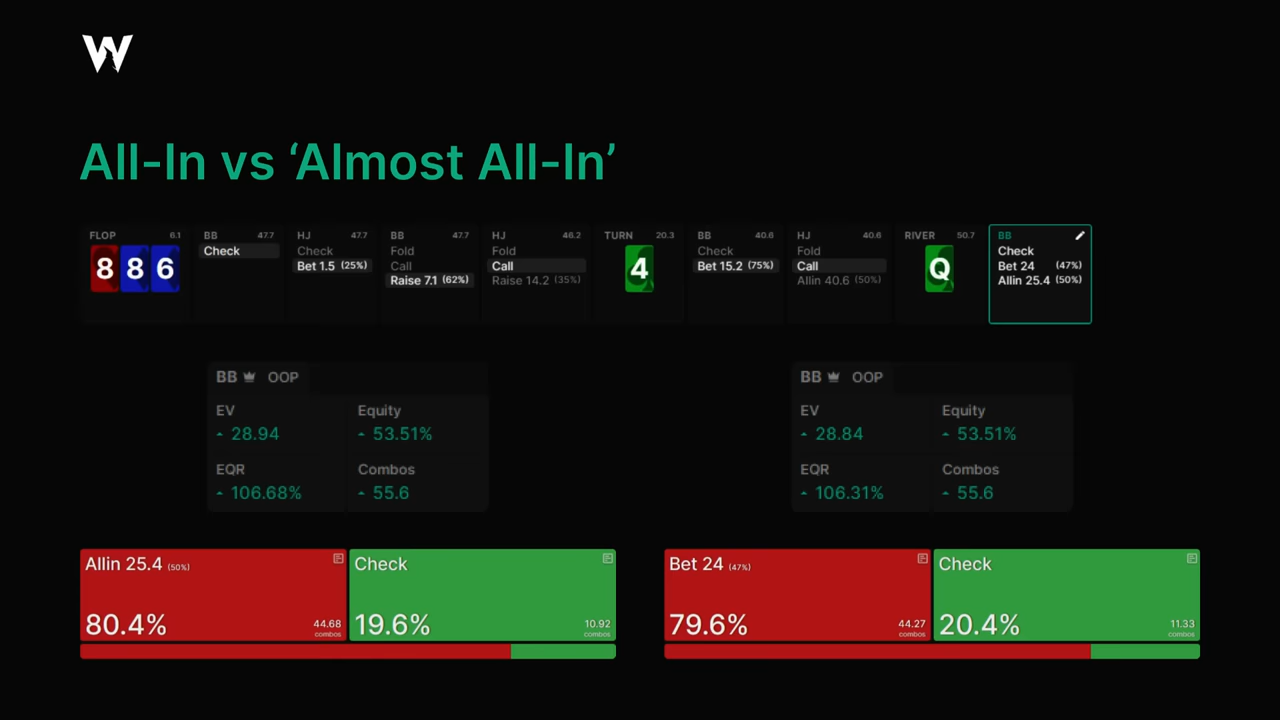 W
All-In vs ‘Almost All-In’
FLOP 6.1
8 8 6
BB 47.7
Check
HJ 47.7
Check
Bet 1.5 (25%)
BB 47.7
Fold
Call
Raise 7.1 (62%)
HJ 46.2
Fold
Call
Raise 14.2 (35%)
TURN 20.3
4
BB 40.6
Check
Bet 15.2 (75%)
HJ 40.6
Fold
Call
Allin 40.6 (50%)
RIVER 50.7
Q
BB
Check
Bet 24 (47%)
Allin 25.4 (50%)
BB OOP
EV Equity
28.94 53.51%
EQR Combos
106.68% 55.6
BB OOP
EV Equity
28.84 53.51%
EQR Combos
106.31% 55.6
Allin 25.4 (50%)
80.4% 44.68
combos
Check
19.6% 10.92
combos
Bet 24 (47%)
79.6% 44.27
combos
Check
20.4% 11.33
combos